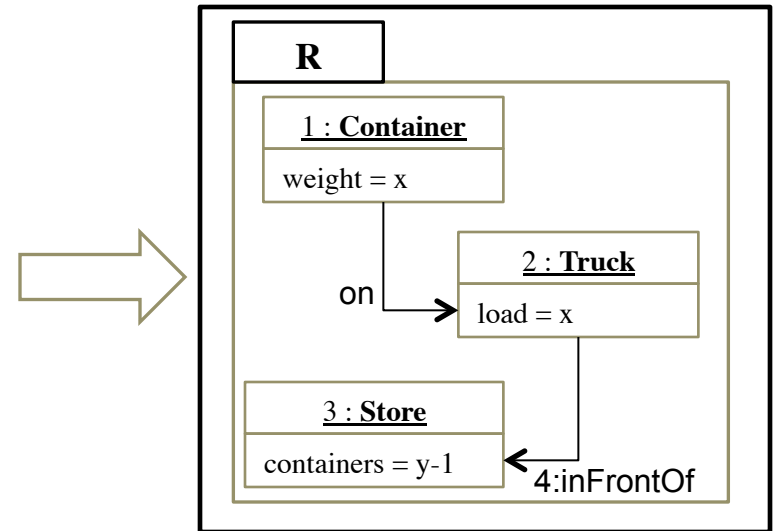 R
1 : Container
weight = x
2 : Truck
on
load = x
3 : Store
containers = y-1
4:inFrontOf